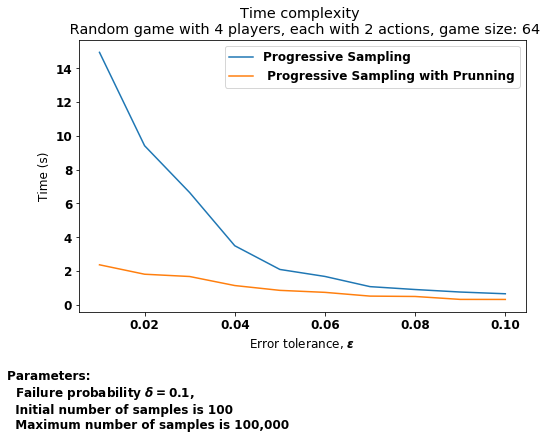 Time complexity
Random game with 4 players, each with 2 actions, game size: 64
Progressive Sampling
Progressive Sampling with Prunning
14
12
10
8
6
4
2
0
Time (s)
0.02 0.04 0.06 0.08 0.10
Error tolerance, ε
Parameters:
Failure probability δ = 0.1,
Initial number of samples is 100
Maximum number of samples is 100,000